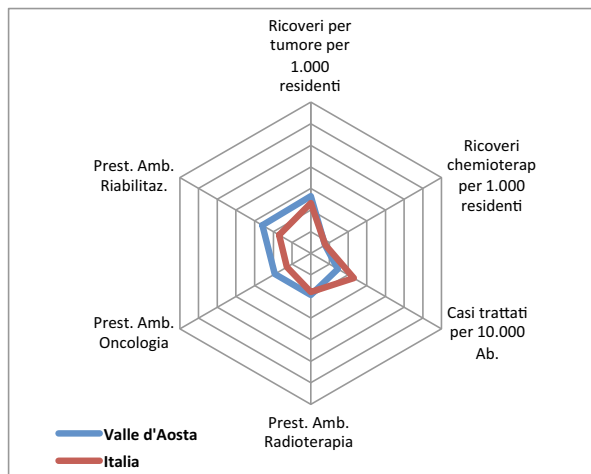 Ricoveri per
tumore per
1.000
residenti
Ricoveri
chemioterap
per 1.000
residenti
Casi trattati
per 10.000
Ab.
Prest. Amb.
Radioterapia
Prest. Amb.
Oncologia
Prest. Amb.
Riabilitaz.
Valle d'Aosta
Italia